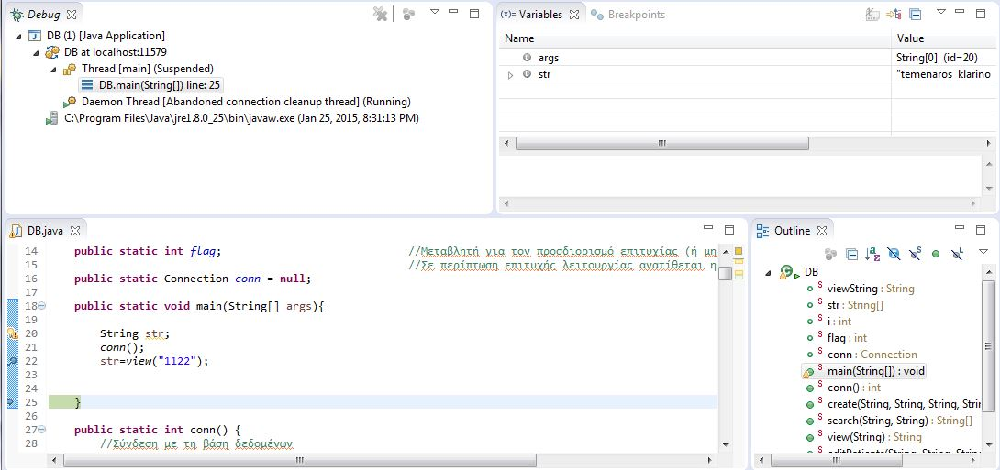 Debug
DB (1) [Java Application]
DB at localhost:11579
Thread [main] (Suspended)
DB.main(String[]) line: 25
Daemon Thread [Abandoned connection cleanup thread] (Running)
C:\Program Files\Java\jre1.8.0_25\bin\javaw.exe (Jan 25, 2015, 8:31:13 PM)
(x)= Variables
Breakpoints
Name Value
args String[0] (id=20)
str "temenaros klarino
DB.java
14 public static int flag; //Μεταβλητή για τον προσδιορισμό επιτυχίας (ή μη
15 //Σε περίπτωση επιτυχής λειτουργίας ανατίθεται η
16 public static Connection conn = null;
17
18 public static void main(String[] args){
19
20 String str;
21 conn();
22 str=view("1122");
23
24
25 }
26
27 public static int conn() {
28 //Σύνδεση με τη βάση δεδομένων
Outline
DB
viewString : String
str : String[]
i : int
flag : int
conn : Connection
main(String[]) : void
conn() : int
create(String, String, String, Strin
search(String, String) : String[]
view(String) : String